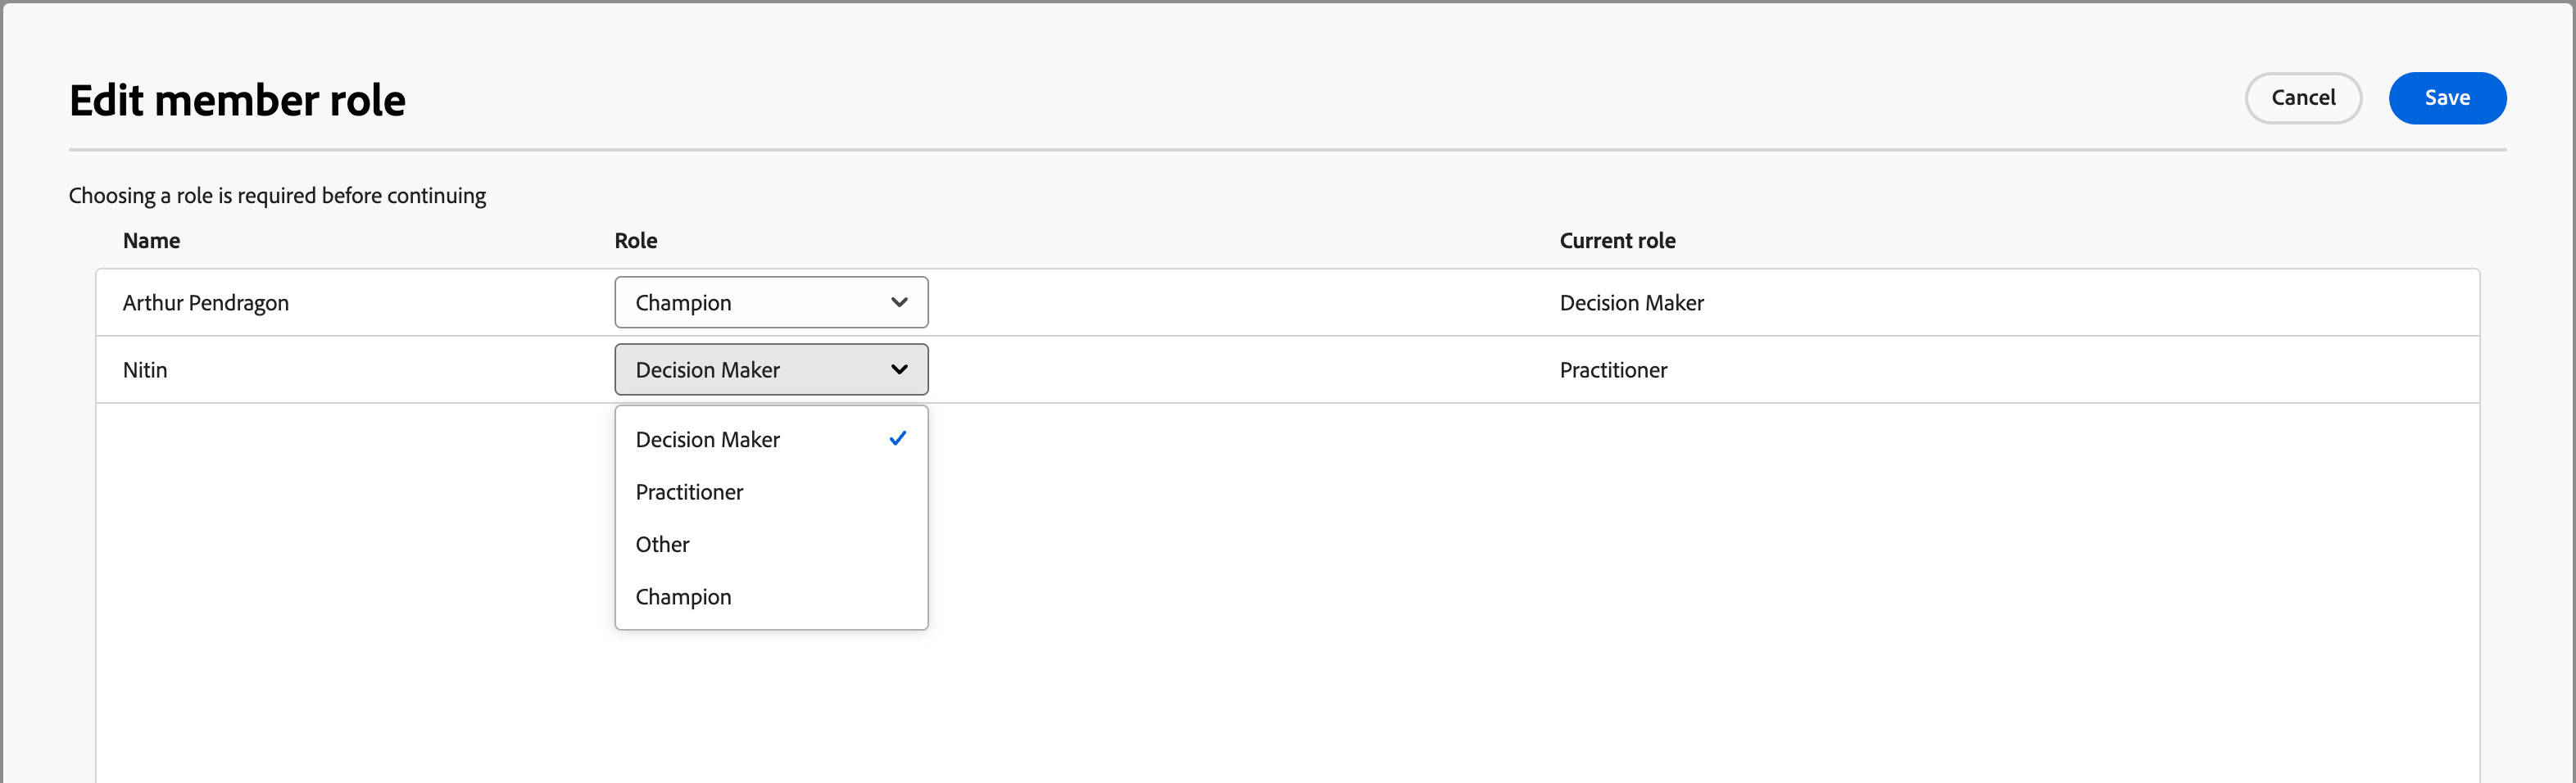 Edit member role
Cancel
Save
Choosing a role is required before continuing
Name Role Current role
Arthur Pendragon Champion Decision Maker
Nitin Decision Maker Practitioner
Decision Maker
Practitioner
Other
Champion